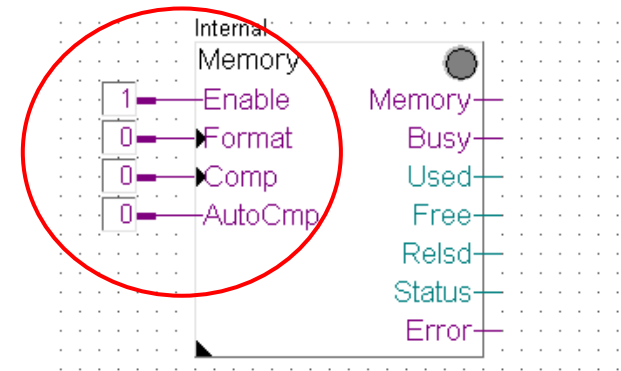 Internal
Memory
1 Enable Memory
0 Format Busy
0 Comp Used
0 AutoCmp Free
Relsd
Status
Error